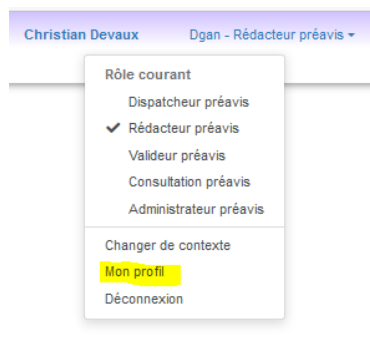 Christian Devaux Dgan - Rédacteur préavis
Rôle courant
Dispatcheur préavis
Rédacteur préavis
Valideur préavis
Consultation préavis
Administrateur préavis
Changer de contexte
Mon profil
Déconnexion